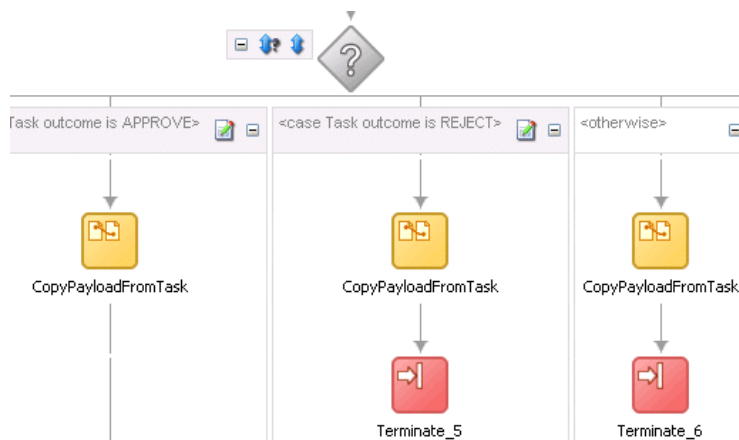 Task outcome is APPROVE>
<case Task outcome is REJECT>
<otherwise>
CopyPayloadFromTask
CopyPayloadFromTask
CopyPayloadFromTask
Terminate_5
Terminate_6